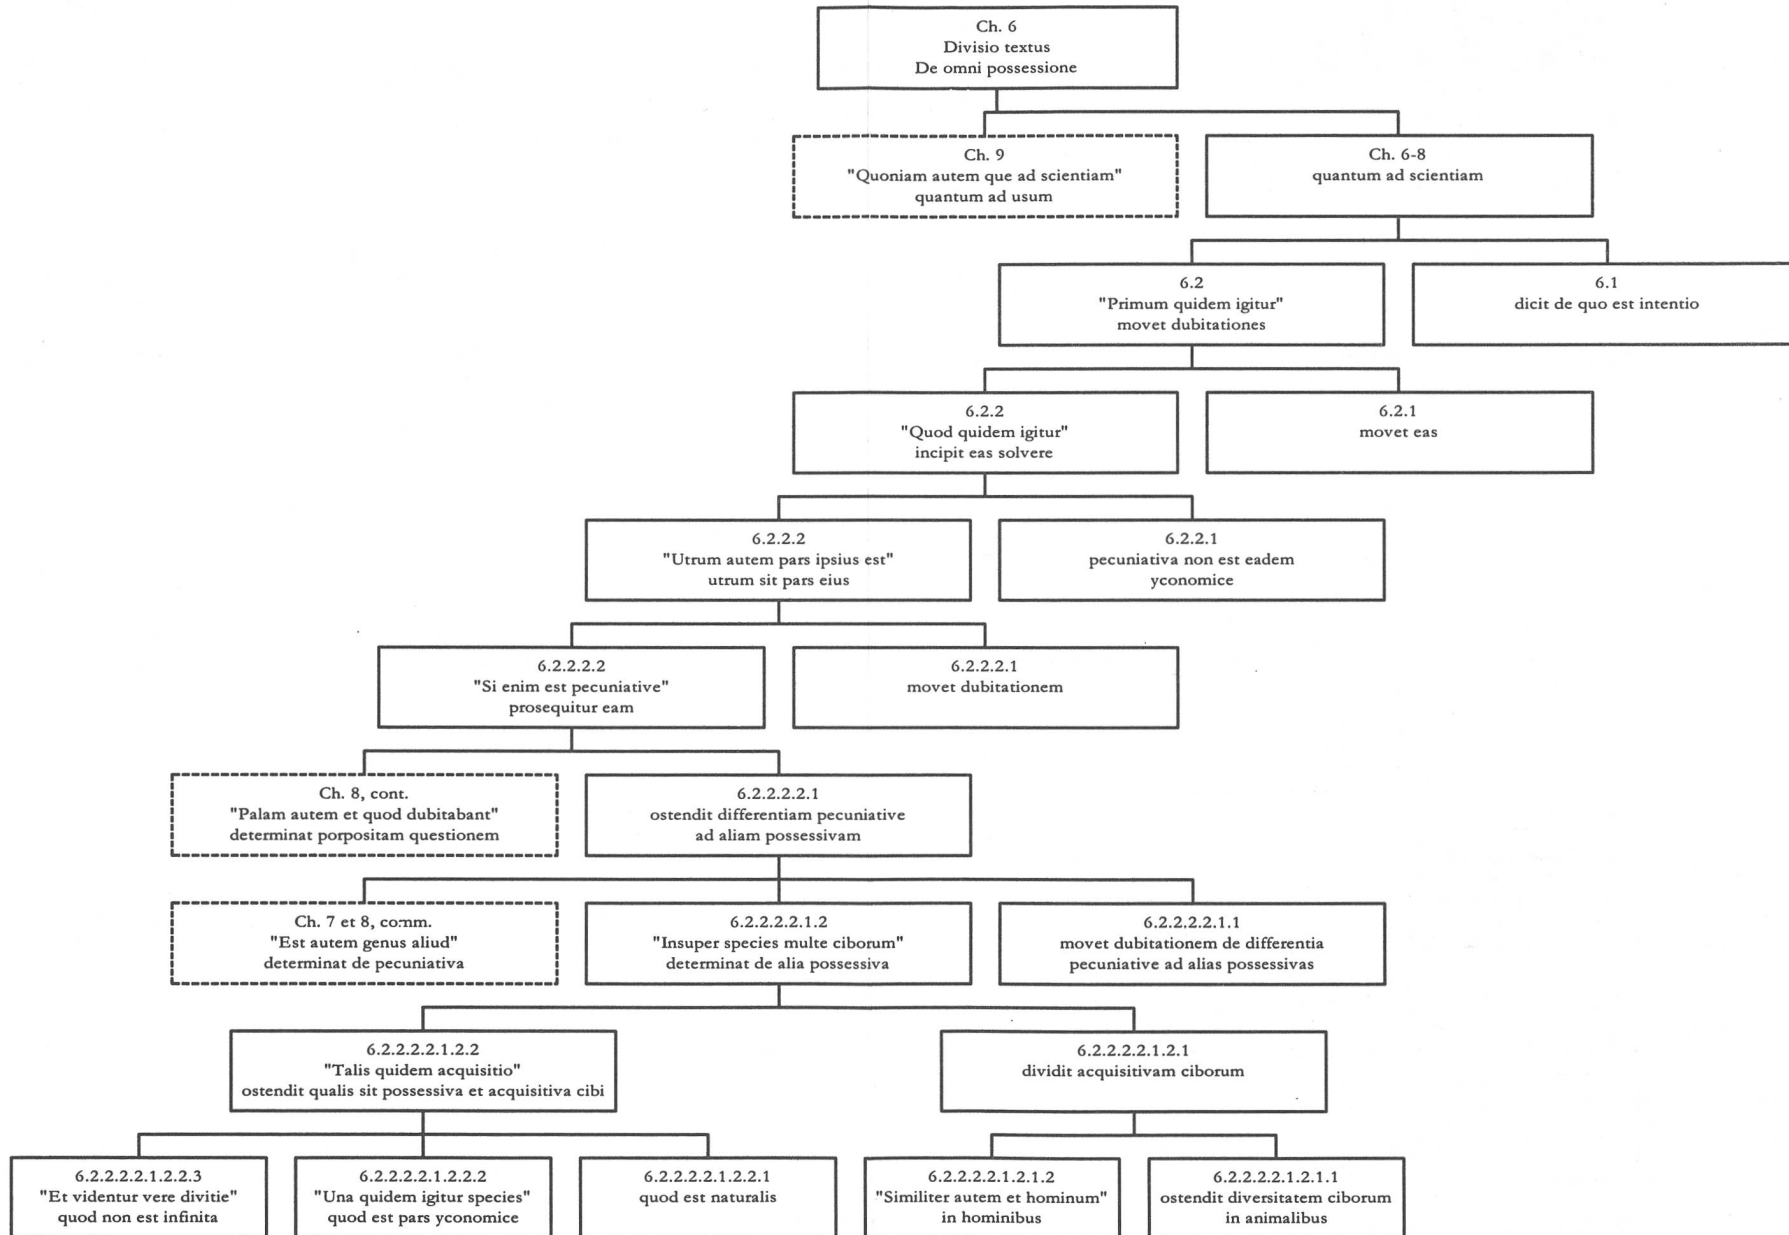 Ch. 6
Divisio textus
De omni possessione
Ch. 9
"Quoniam autem que ad scientiam"
quantum ad usum
Ch. 6-8
quantum ad scientiam
6.2
"Primum quidem igitur"
movet dubitationes
6.1
dicit de quo est intentio
6.2.2
"Quod quidem igitur"
incipit eas solvere
6.2.1
movet eas
6.2.2.2
"Utrum autem pars ipsius est"
utrum sit pars eius
6.2.2.1
pecuniativa non est eadem
yconomice
6.2.2.2.2
"Si enim est pecuniative"
prosequitur eam
6.2.2.2.1
movet dubitationem
Ch. 8, cont.
"Palam autem et quod dubitabant"
determinat porpositam questionem
6.2.2.2.2.1
ostendit differentiam pecuniative
ad aliam possessivam
Ch. 7 et 8, comm.
"Est autem genus aliud"
determinat de pecuniativa
6.2.2.2.2.1.2
"Insuper species multe ciborum"
determinat de alia possessiva
6.2.2.2.2.1.1
movet dubitationem de differentia
pecuniative ad alias possessivas
6.2.2.2.2.1.2.2
"Talis quidem acquisitio"
ostendit qualis sit possessiva et acquisitiva cibi
6.2.2.2.2.1.2.1
dividit acquisitivam ciborum
6.2.2.2.2.1.2.2.3
"Et videntur vere divitie"
quod non est infinita
6.2.2.2.2.1.2.2.2
"Una quidem igitur species"
quod est pars yconomice
6.2.2.2.2.1.2.2.1
quod est naturalis
6.2.2.2.2.1.2.1.2
"Similiter autem et hominum"
in hominibus
6.2.2.2.2.1.2.1.1
ostendit diversitatem ciborum
in animalibus